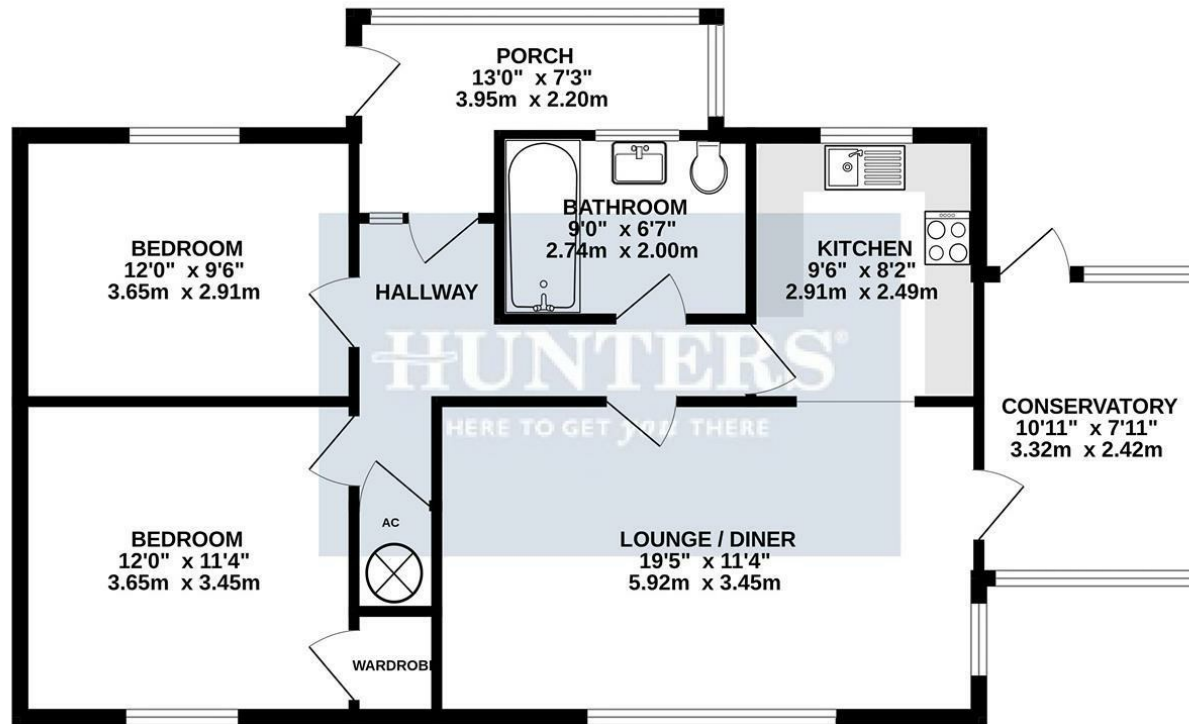 PORCH
13'0" x 7'3"
3.95m x 2.20m
BEDROOM
12'0" x 9'6"
3.65m x 2.91m
HALLWAY
BATHROOM
9'0" x 6'7"
2.74m x 2.00m
KITCHEN
9'6" x 8'2"
2.91m x 2.49m
HUNTERS®
HERE TO GET you THERE
CONSERVATORY
10'11" x 7'11"
3.32m x 2.42m
BEDROOM
12'0" x 11'4"
3.65m x 3.45m
AC
LOUNGE / DINER
19'5" x 11'4"
5.92m x 3.45m
WARDROBE